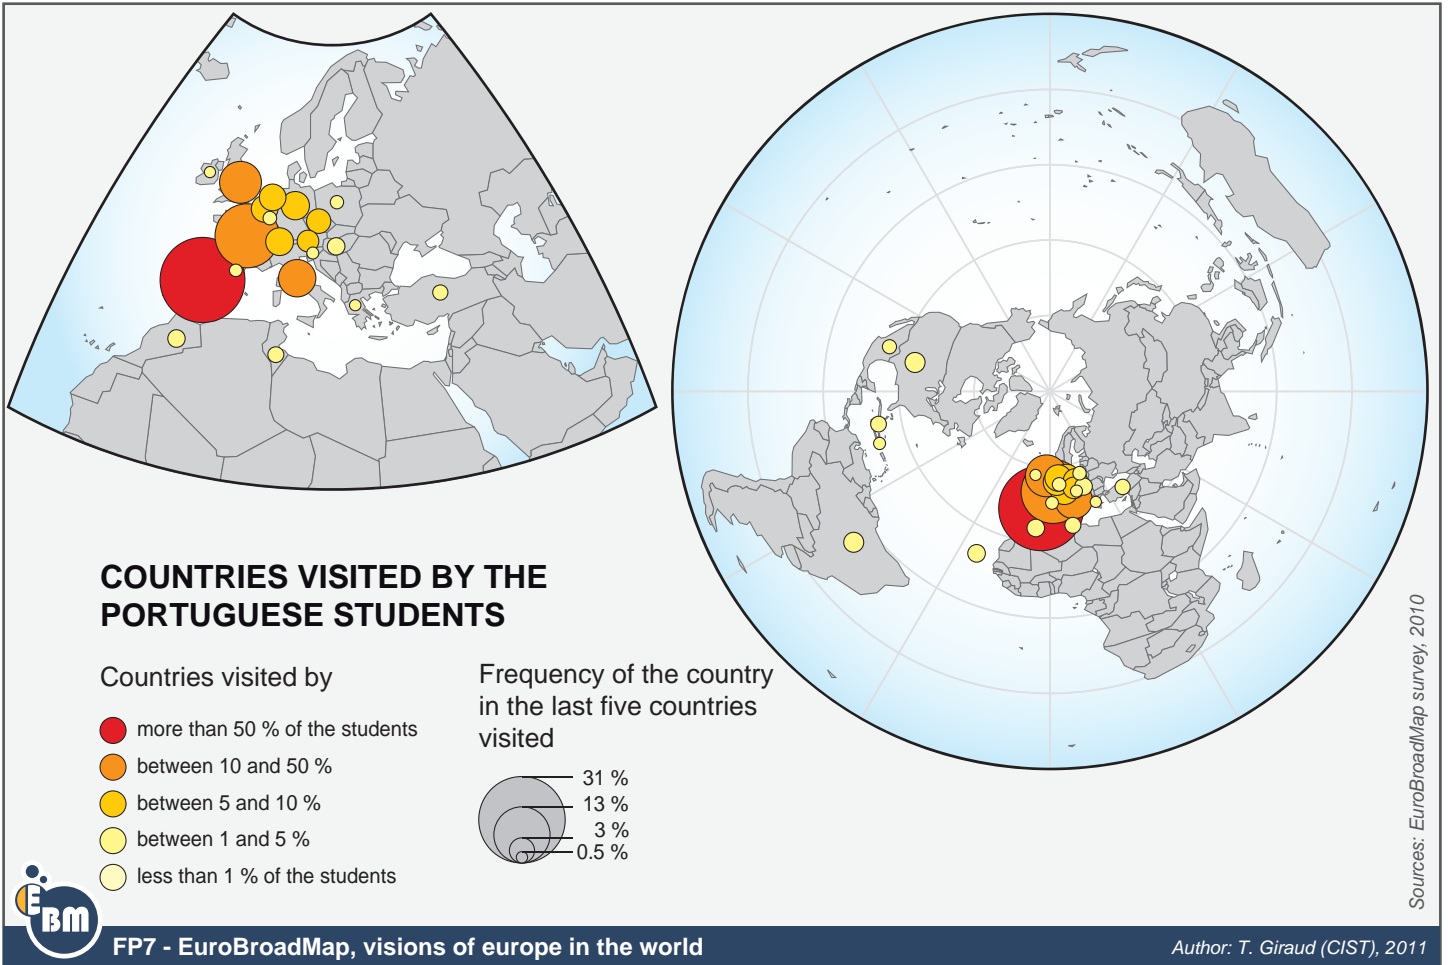 COUNTRIES VISITED BY THE
PORTUGUESE STUDENTS
Countries visited by
more than 50 % of the students
between 10 and 50 %
between 5 and 10 %
between 1 and 5 %
less than 1 % of the students
Frequency of the country
in the last five countries
visited
31 %
13 %
3 %
0.5 %
Sources: EuroBroadMap survey, 2010
EBM
FP7 - EuroBroadMap, visions of europe in the world
Author: T. Giraud (CIST), 2011